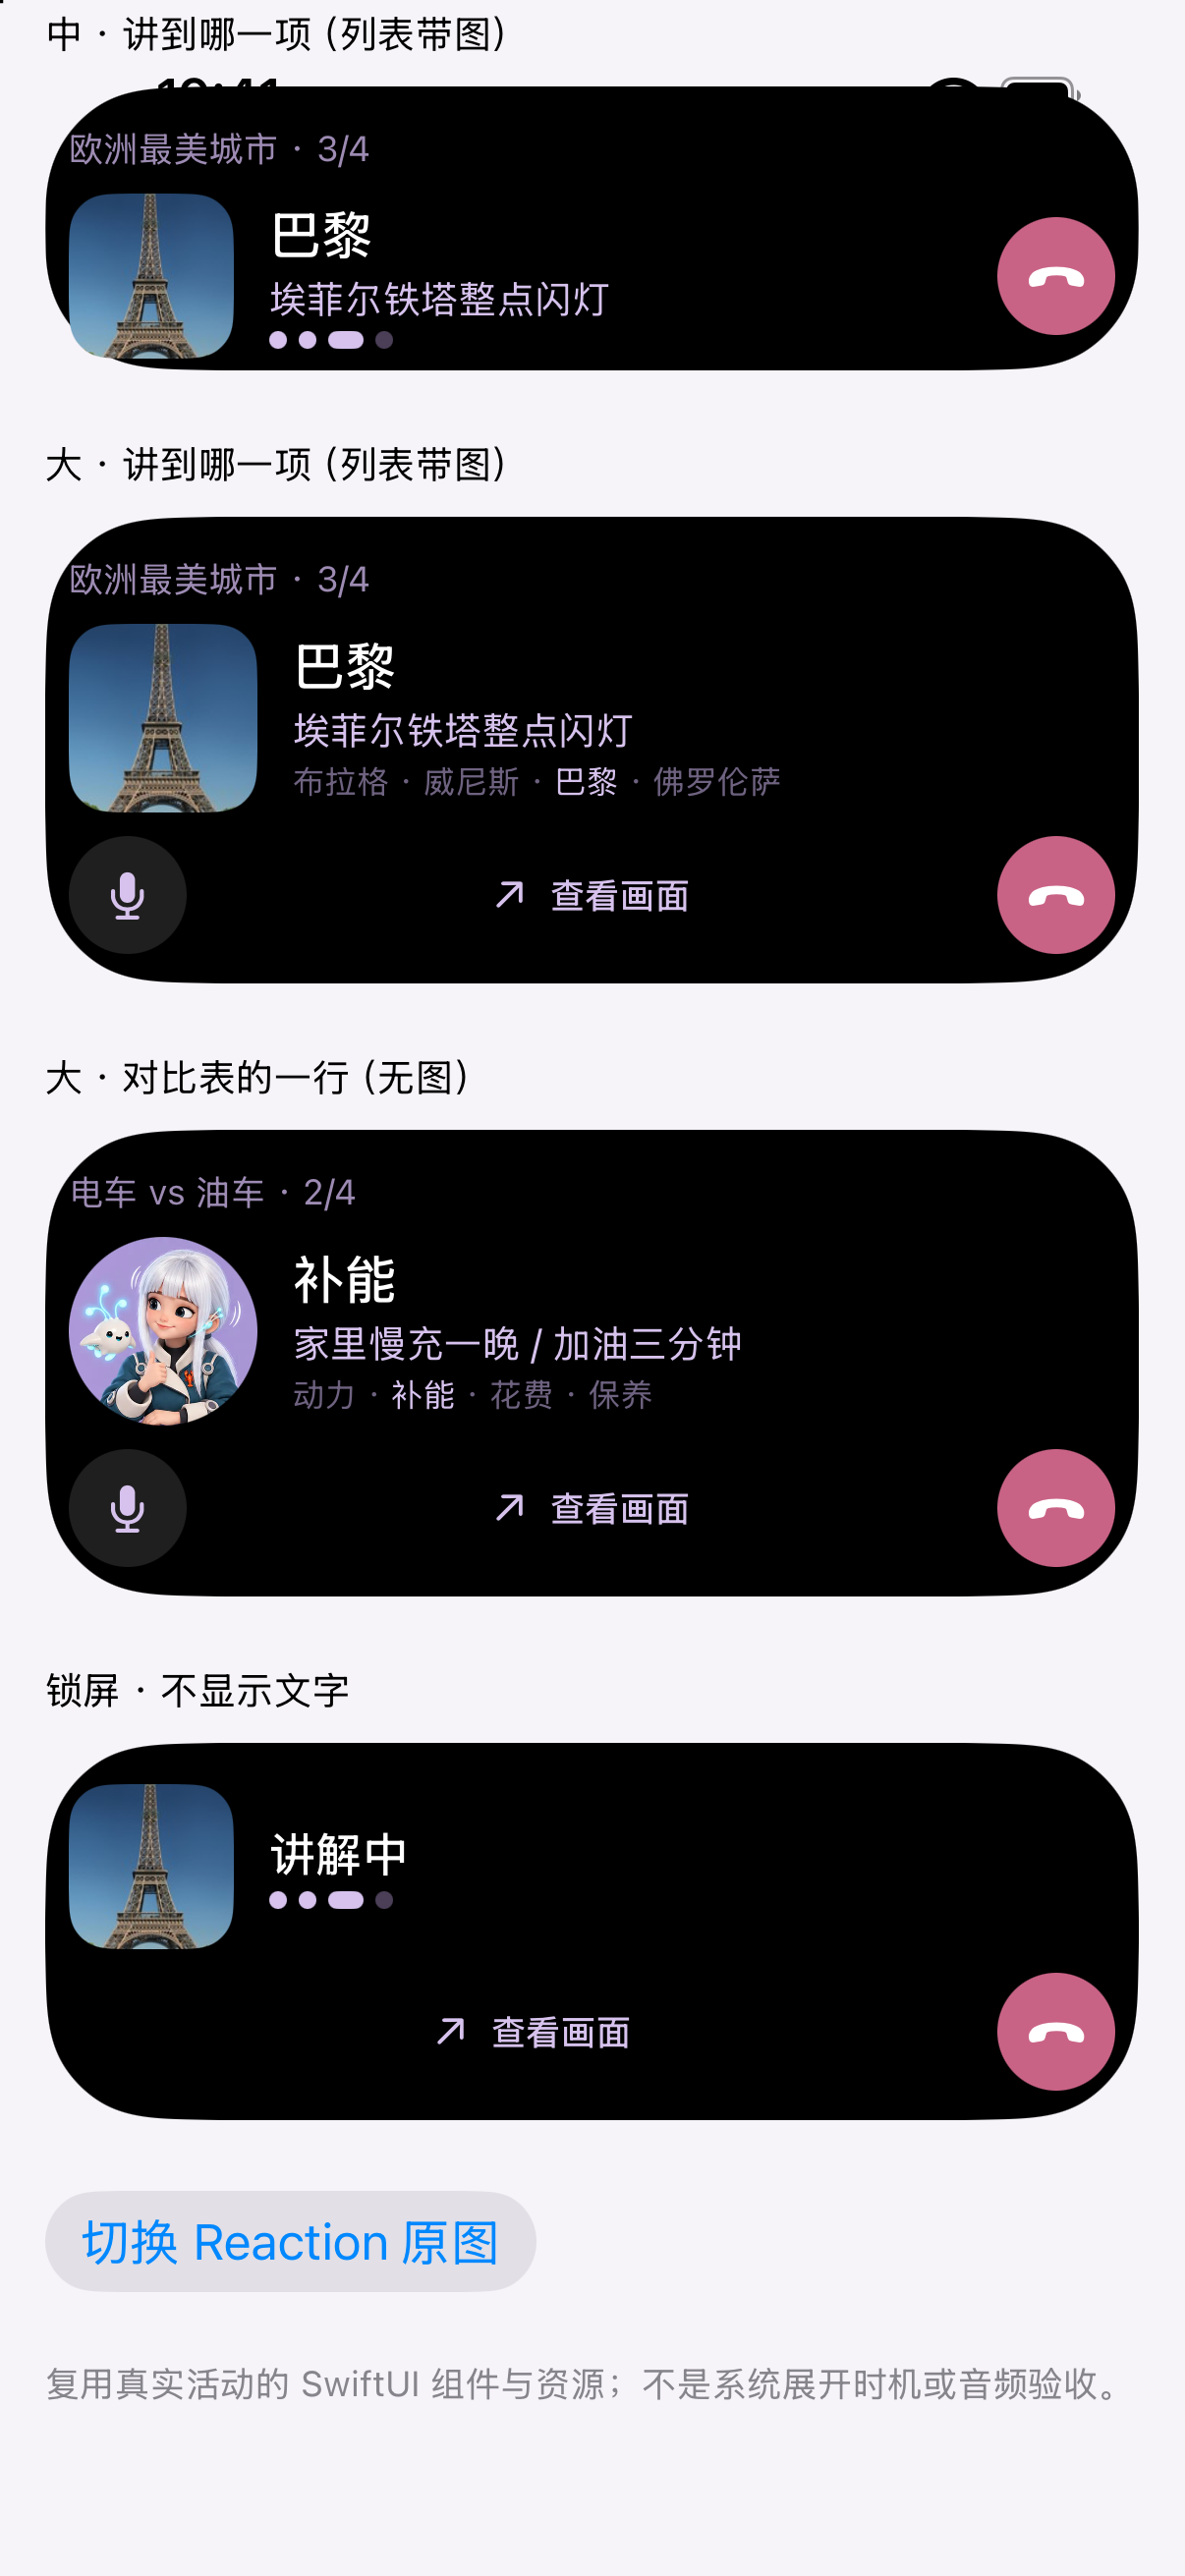 中 · 讲到哪一项 (列表带图)
欧洲最美城市 · 3/4
巴黎
埃菲尔铁塔整点闪灯
大 · 讲到哪一项 (列表带图)
欧洲最美城市 · 3/4
巴黎
埃菲尔铁塔整点闪灯
布拉格 · 威尼斯 · 巴黎 · 佛罗伦萨
查看画面
大 · 对比表的一行 (无图)
电车 vs 油车 · 2/4
补能
家里慢充一晚 / 加油三分钟
动力 · 补能 · 花费 · 保养
查看画面
锁屏 · 不显示文字
讲解中
查看画面
切换 Reaction 原图
复用真实活动的 SwiftUI 组件与资源；不是系统展开时机或音频验收。